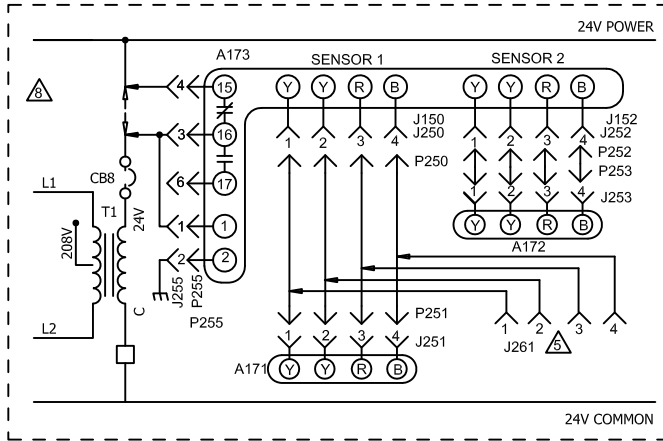 24V POWER
A173
SENSOR 1
SENSOR 2
8
4
15
Y
Y
R
B
Y
Y
R
B
3
16
J150
J250
J152
J252
1
2
3
4
1
2
3
4
CB8
6
17
P250
P252
P253
L1
T1
24V
1
1
1
2
3
4
J253
208V
2
2
Y
Y
R
B
A172
J255
P255
C
P255
P251
L2
1
2
3
4
J251
1
2
3
4
J261
5
A171
Y
Y
R
B
24V COMMON